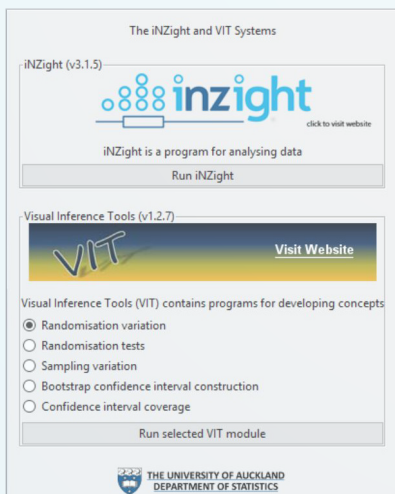 The iNZight and VIT Systems
iNZight (v3.1.5)
inzight
click to visit website
iNZight is a program for analysing data
Run iNZight
Visual Inference Tools (v1.2.7)
VIT
Visit Website
Visual Inference Tools (VIT) contains programs for developing concepts
Randomisation variation
Randomisation tests
Sampling variation
Bootstrap confidence interval construction
Confidence interval coverage
Run selected VIT module
THE UNIVERSITY OF AUCKLAND
DEPARTMENT OF STATISTICS